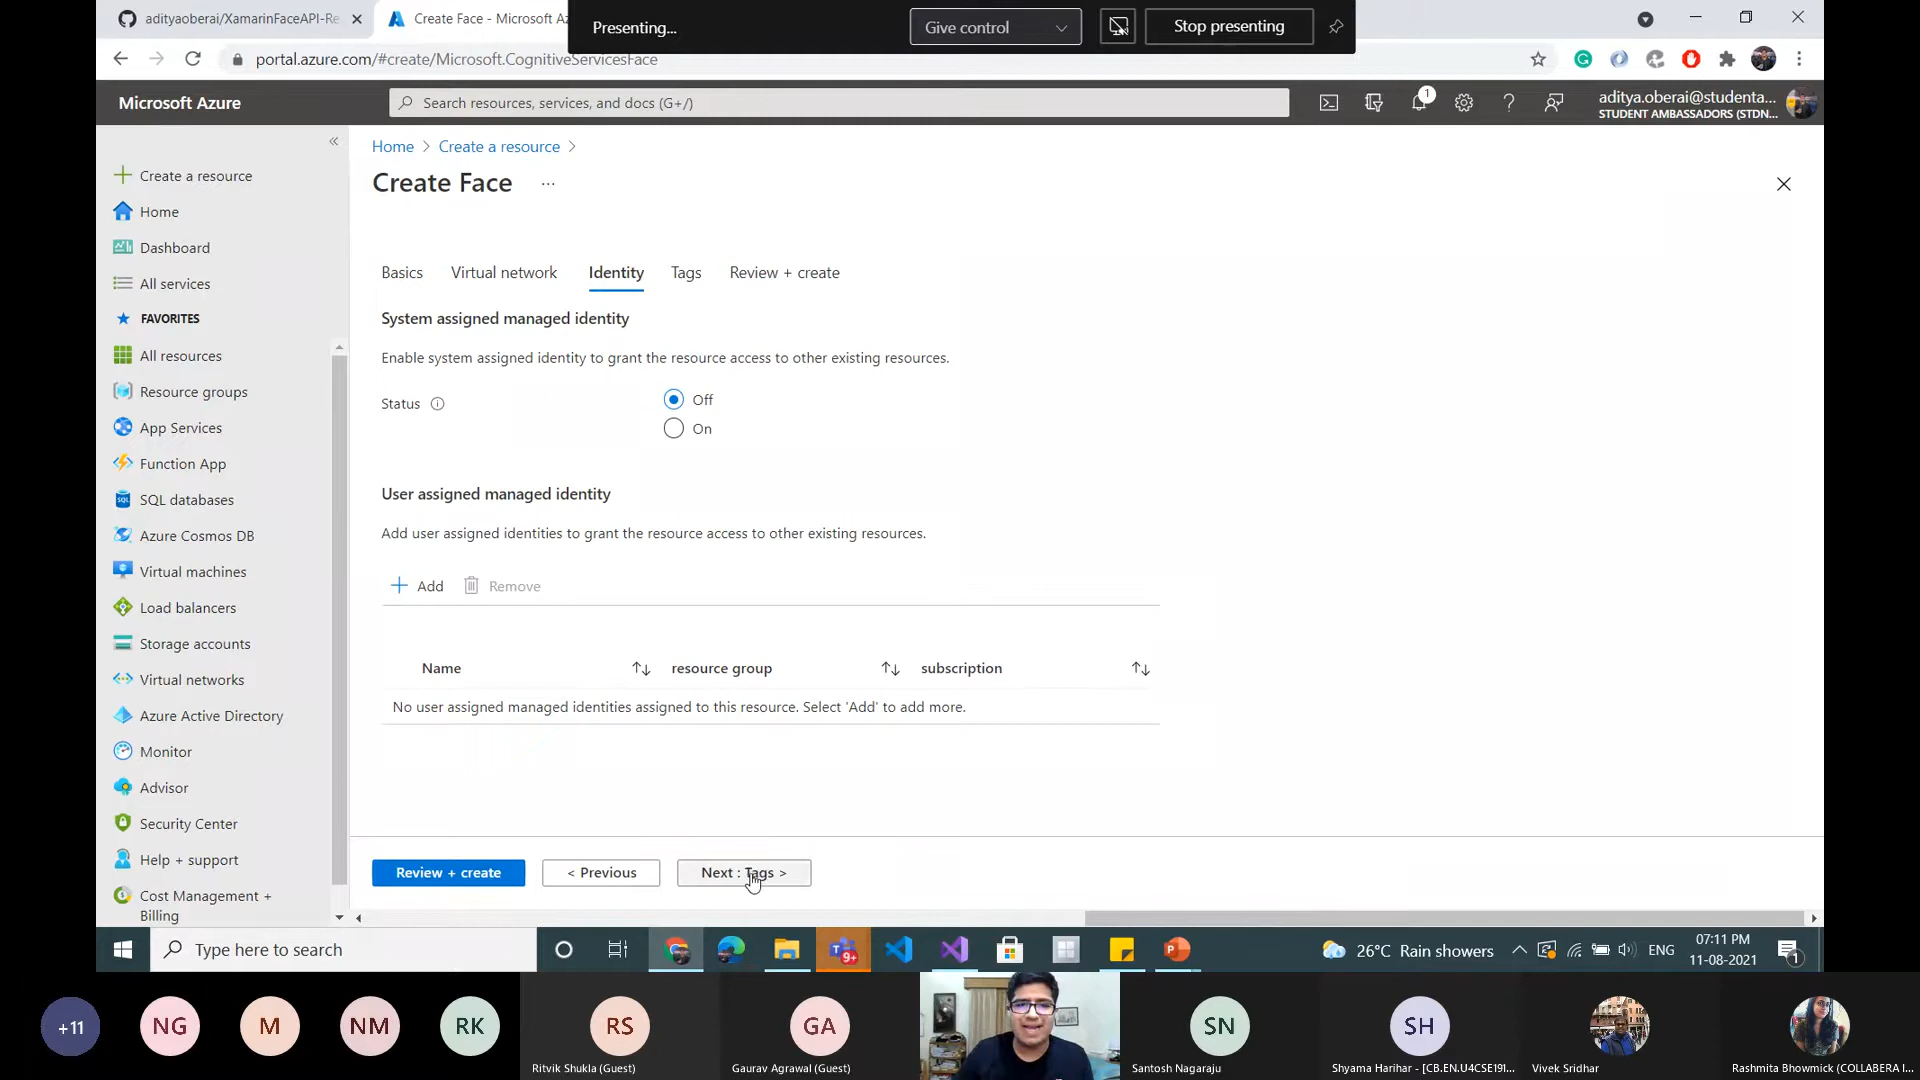 adityaoberai/XamarinFaceAPI-Re
Create Face - Microsoft Az
Presenting...
Give control
Stop presenting
portal.azure.com/#create/Microsoft.CognitiveServicesFace
Microsoft Azure
Search resources, services, and docs (G+/)
1
aditya.oberai@studenta...
STUDENT AMBASSADORS (STDN...
Create a resource
Home
Dashboard
All services
FAVORITES
All resources
Resource groups
App Services
Function App
SQL databases
Azure Cosmos DB
Virtual machines
Load balancers
Storage accounts
Virtual networks
Azure Active Directory
Monitor
Advisor
Security Center
Help + support
Cost Management +
Billing
Home > Create a resource >
Create Face ...
Basics Virtual network Identity Tags Review + create
System assigned managed identity
Enable system assigned identity to grant the resource access to other existing resources.
Status
Off
On
User assigned managed identity
Add user assigned identities to grant the resource access to other existing resources.
+ Add Remove
Name resource group subscription
No user assigned managed identities assigned to this resource. Select 'Add' to add more.
Review + create < Previous Next : Tags >
Type here to search
9+
26°C Rain showers
ENG
07:11 PM
11-08-2021
1
+11
NG
M
NM
RK
RS
GA
SN
SH
Ritvik Shukla (Guest)
Gaurav Agrawal (Guest)
Santosh Nagaraju
Shyama Harihar - [CB.EN.U4CSE19I...
Vivek Sridhar
Rashmita Bhowmick (COLLABERA I...